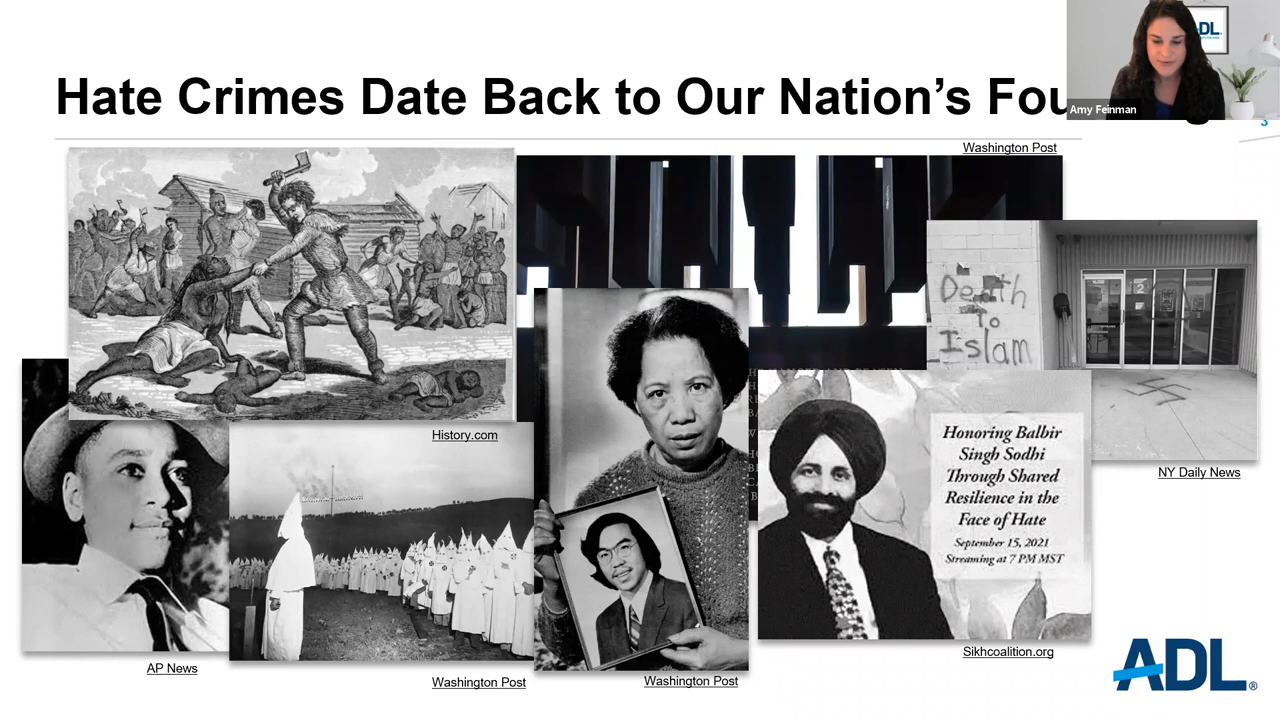 Hate Crimes Date Back to Our Nation's Fou
ADL
Amy Feinman
3
Washington Post
Death
To
Islam
12
History.com
Honoring Balbir
Singh Sodhi
Through Shared
Resilience in the
Face of Hate
September 15, 2021
Streaming at 7 PM MST
NY Daily News
AP News
Washington Post
Washington Post
Sikhcoalition.org
ADL®